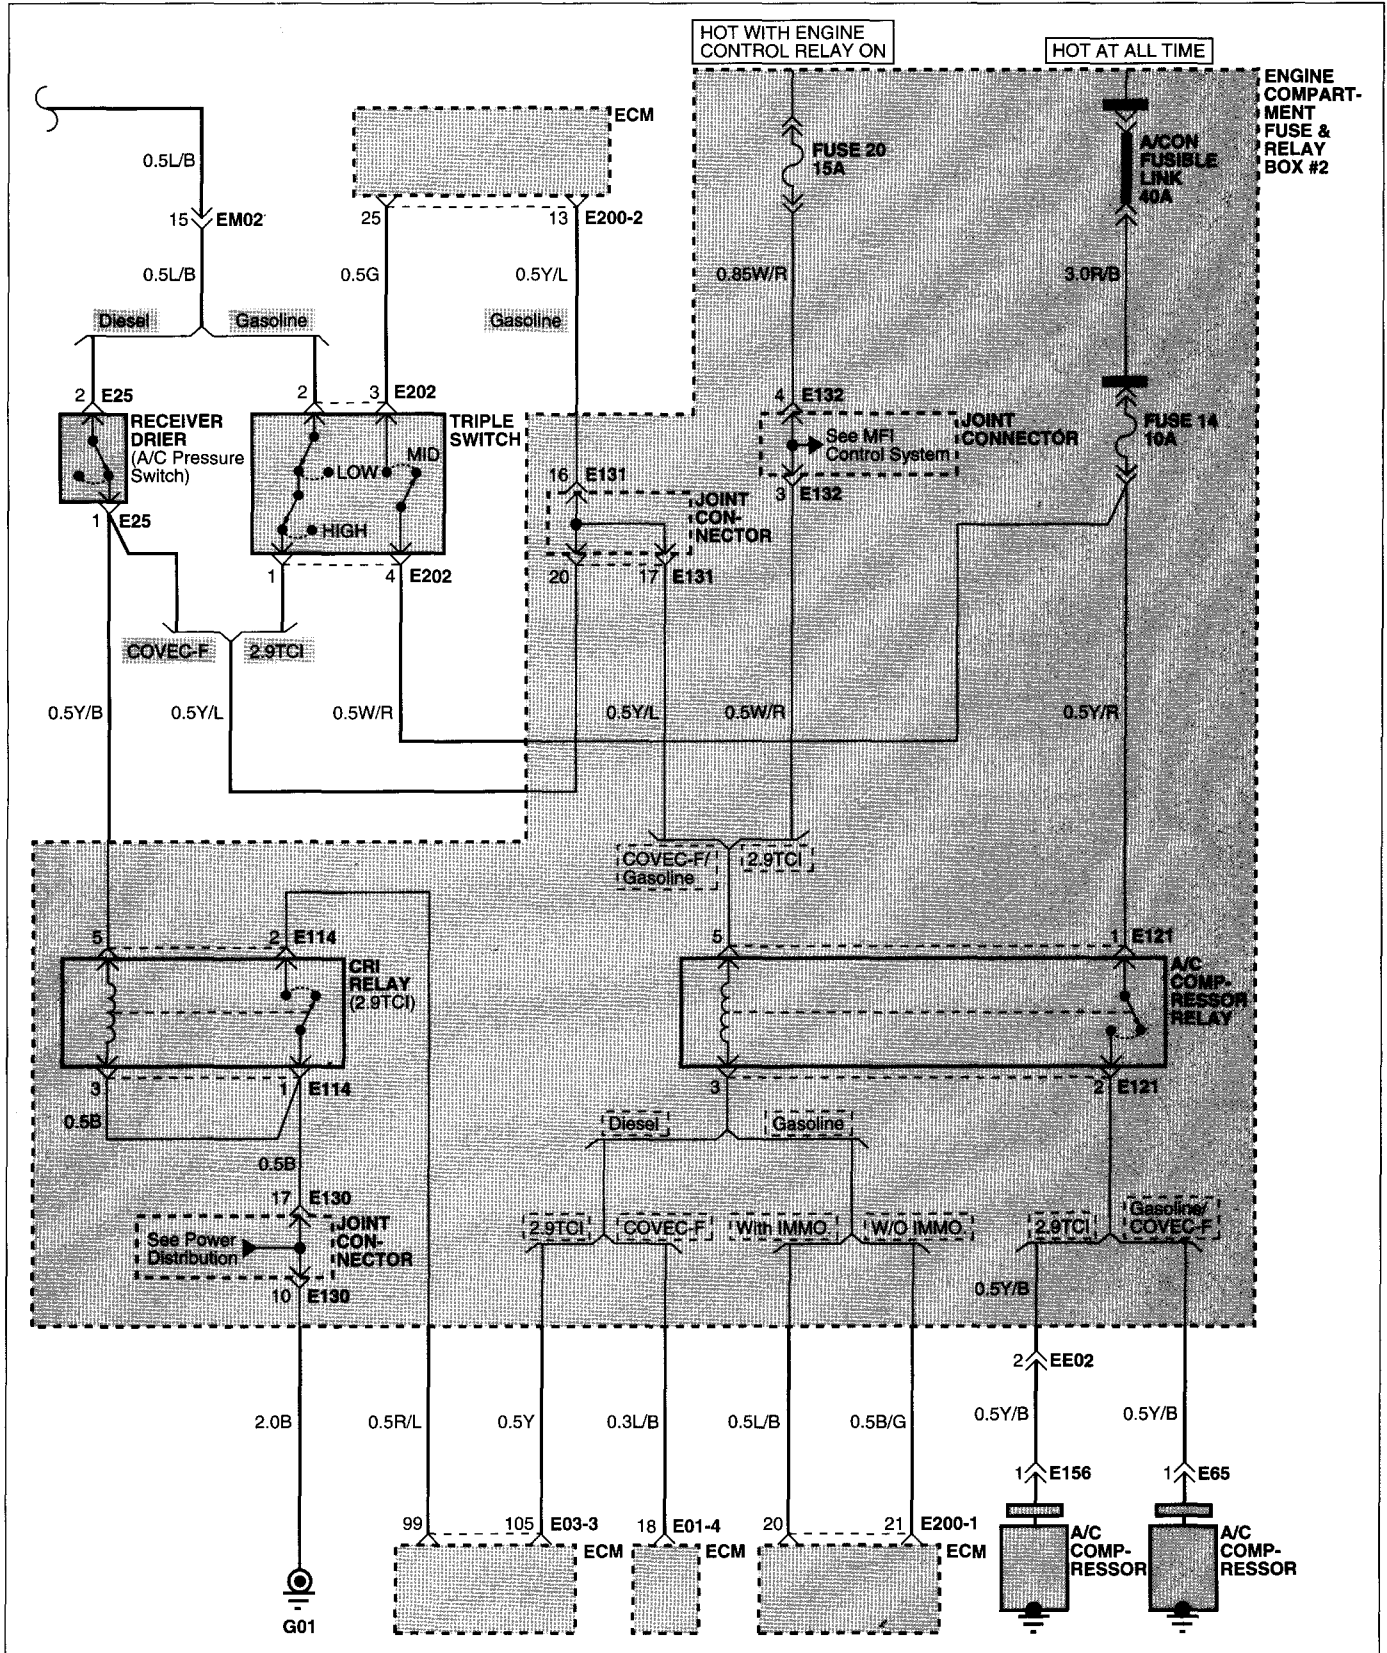 HOT WITH ENGINE
CONTROL RELAY ON
HOT AT ALL TIME
ENGINE
COMPART-
MENT
FUSE &
RELAY
BOX #2
ECM
FUSE 20
15A
A/CON
FUSIBLE
LINK
40A
0.5L/B
15
EM02
25
13
E200-2
0.5L/B
0.5G
0.5Y/L
0.85W/R
3.0R/B
Diesel
Gasoline
Gasoline
2
E25
2
3
E202
4
E132
RECEIVER
DRIER
(A/C Pressure
Switch)
TRIPLE
SWITCH
MID
LOW
HIGH
See MFI
Control System
JOINT
CONNECTOR
FUSE 14
10A
16
E131
3
E132
JOINT
CON-
NECTOR
1
E25
1
4
E202
20
17
E131
COVEC-F
2.9TCI
0.5Y/B
0.5Y/L
0.5W/R
0.5Y/L
0.5W/R
0.5Y/R
COVEC-F/
Gasoline
2.9TCI
5
2
E114
5
1
E121
CRI
RELAY
(2.9TCI)
A/C
COMP-
RESSOR
RELAY
3
1
E114
3
2
E121
0.5B
Diesel
Gasoline
0.5B
17
E130
2.9TCI
COVEC-F
With IMMO.
W/O IMMO.
2.9TCI
Gasoline/
COVEC-F
See Power
Distribution
JOINT
CON-
NECTOR
10
E130
0.5Y/B
2
EE02
2.0B
0.5R/L
0.5Y
0.3L/B
0.5L/B
0.5B/G
0.5Y/B
0.5Y/B
1
E156
1
E65
99
105
E03-3
18
E01-4
20
21
E200-1
ECM
ECM
ECM
A/C
COMP-
RESSOR
A/C
COMP-
RESSOR
G01